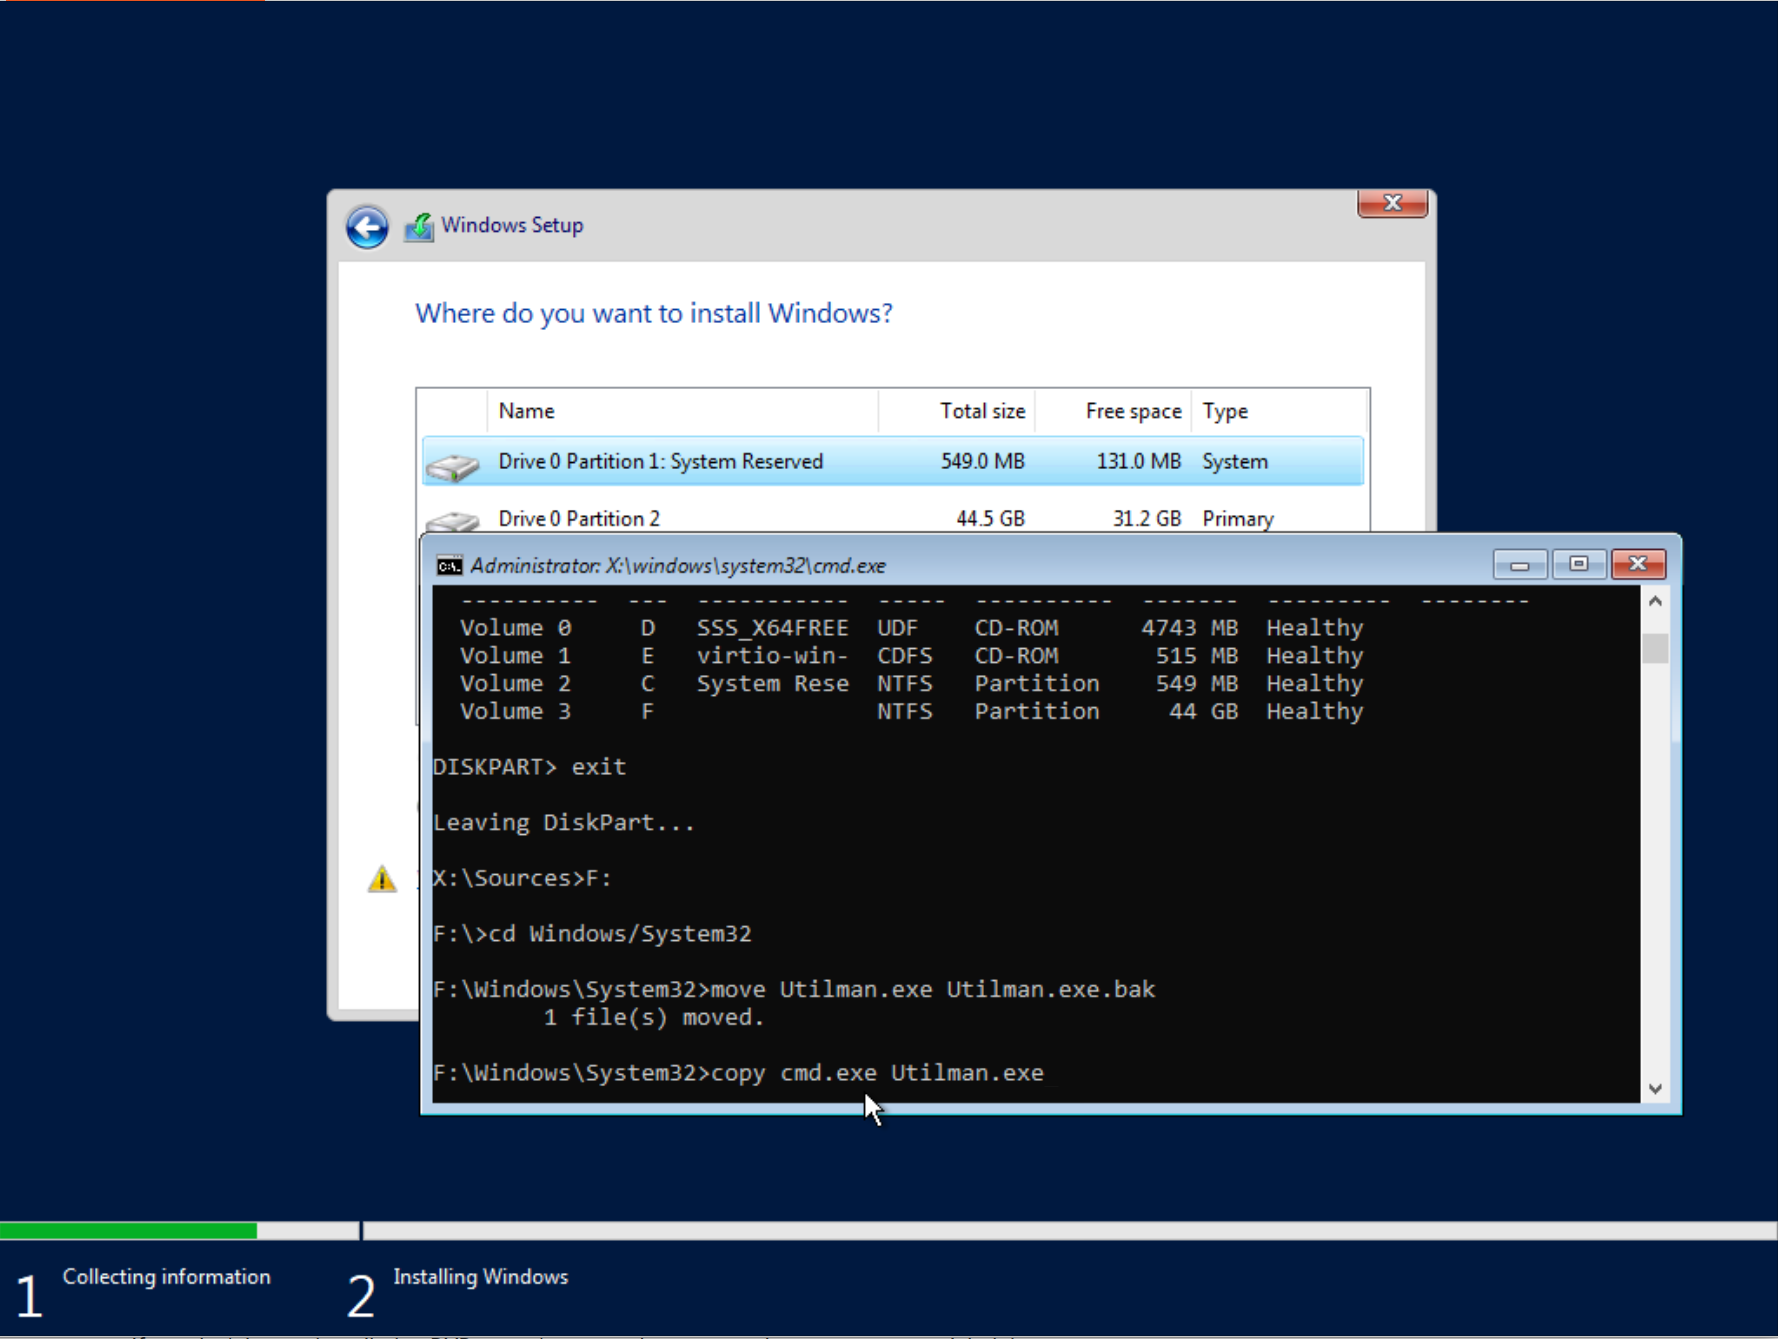 Windows Setup
Where do you want to install Windows?
Name Total size Free space Type
Drive 0 Partition 1: System Reserved 549.0 MB 131.0 MB System
Drive 0 Partition 2 44.5 GB 31.2 GB Primary
Administrator: X:\windows\system32\cmd.exe
---------- --- ----------- ----- ---------- ------- --------- --------
Volume 0 D SSS_X64FREE UDF CD-ROM 4743 MB Healthy
Volume 1 E virtio-win- CDFS CD-ROM 515 MB Healthy
Volume 2 C System Rese NTFS Partition 549 MB Healthy
Volume 3 F NTFS Partition 44 GB Healthy
DISKPART> exit
Leaving DiskPart...
X:\Sources>F:
F:\>cd Windows/System32
F:\Windows\System32>move Utilman.exe Utilman.exe.bak
1 file(s) moved.
F:\Windows\System32>copy cmd.exe Utilman.exe
1 Collecting information
2 Installing Windows